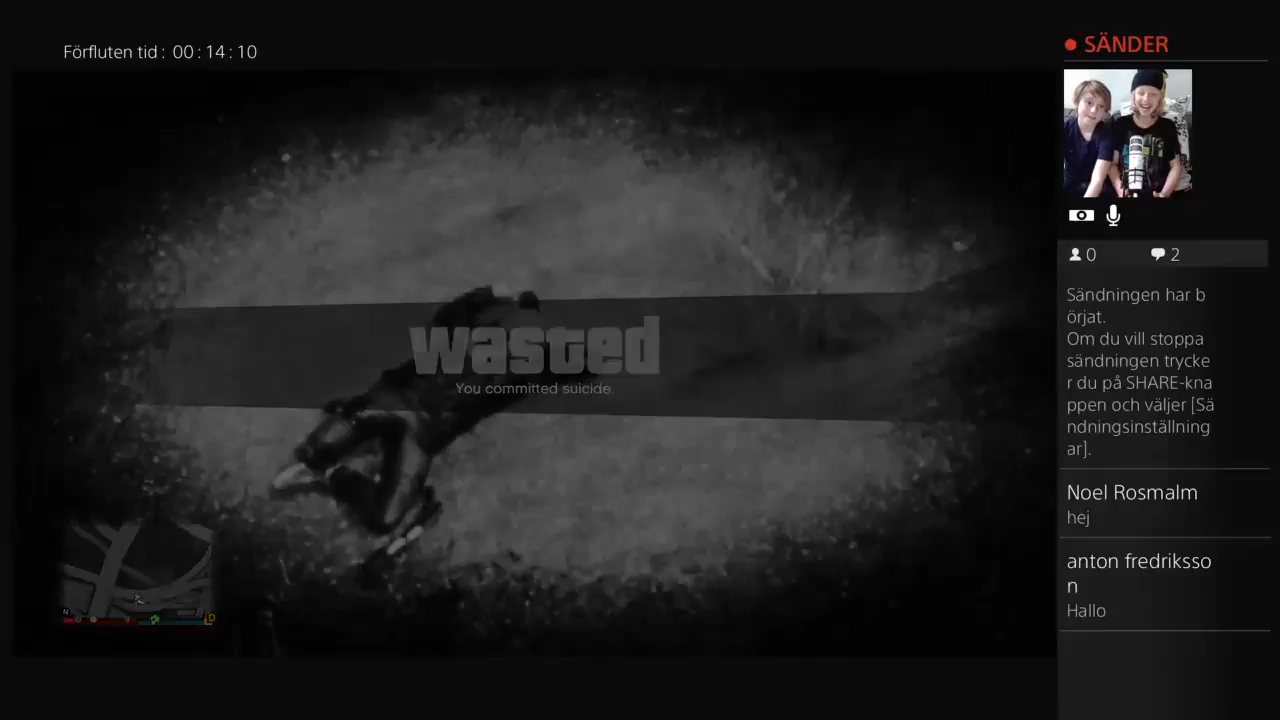 Förfluten tid : 00 : 14 : 10
SÄNDER
wasted
You committed suicide.
0
2
Sändningen har b
örjat.
Om du vill stoppa
sändningen trycke
r du på SHARE-kna
ppen och väljer [Sä
ndningsinställning
ar].
Noel Rosmalm
hej
anton fredriksso
n
Hallo
N